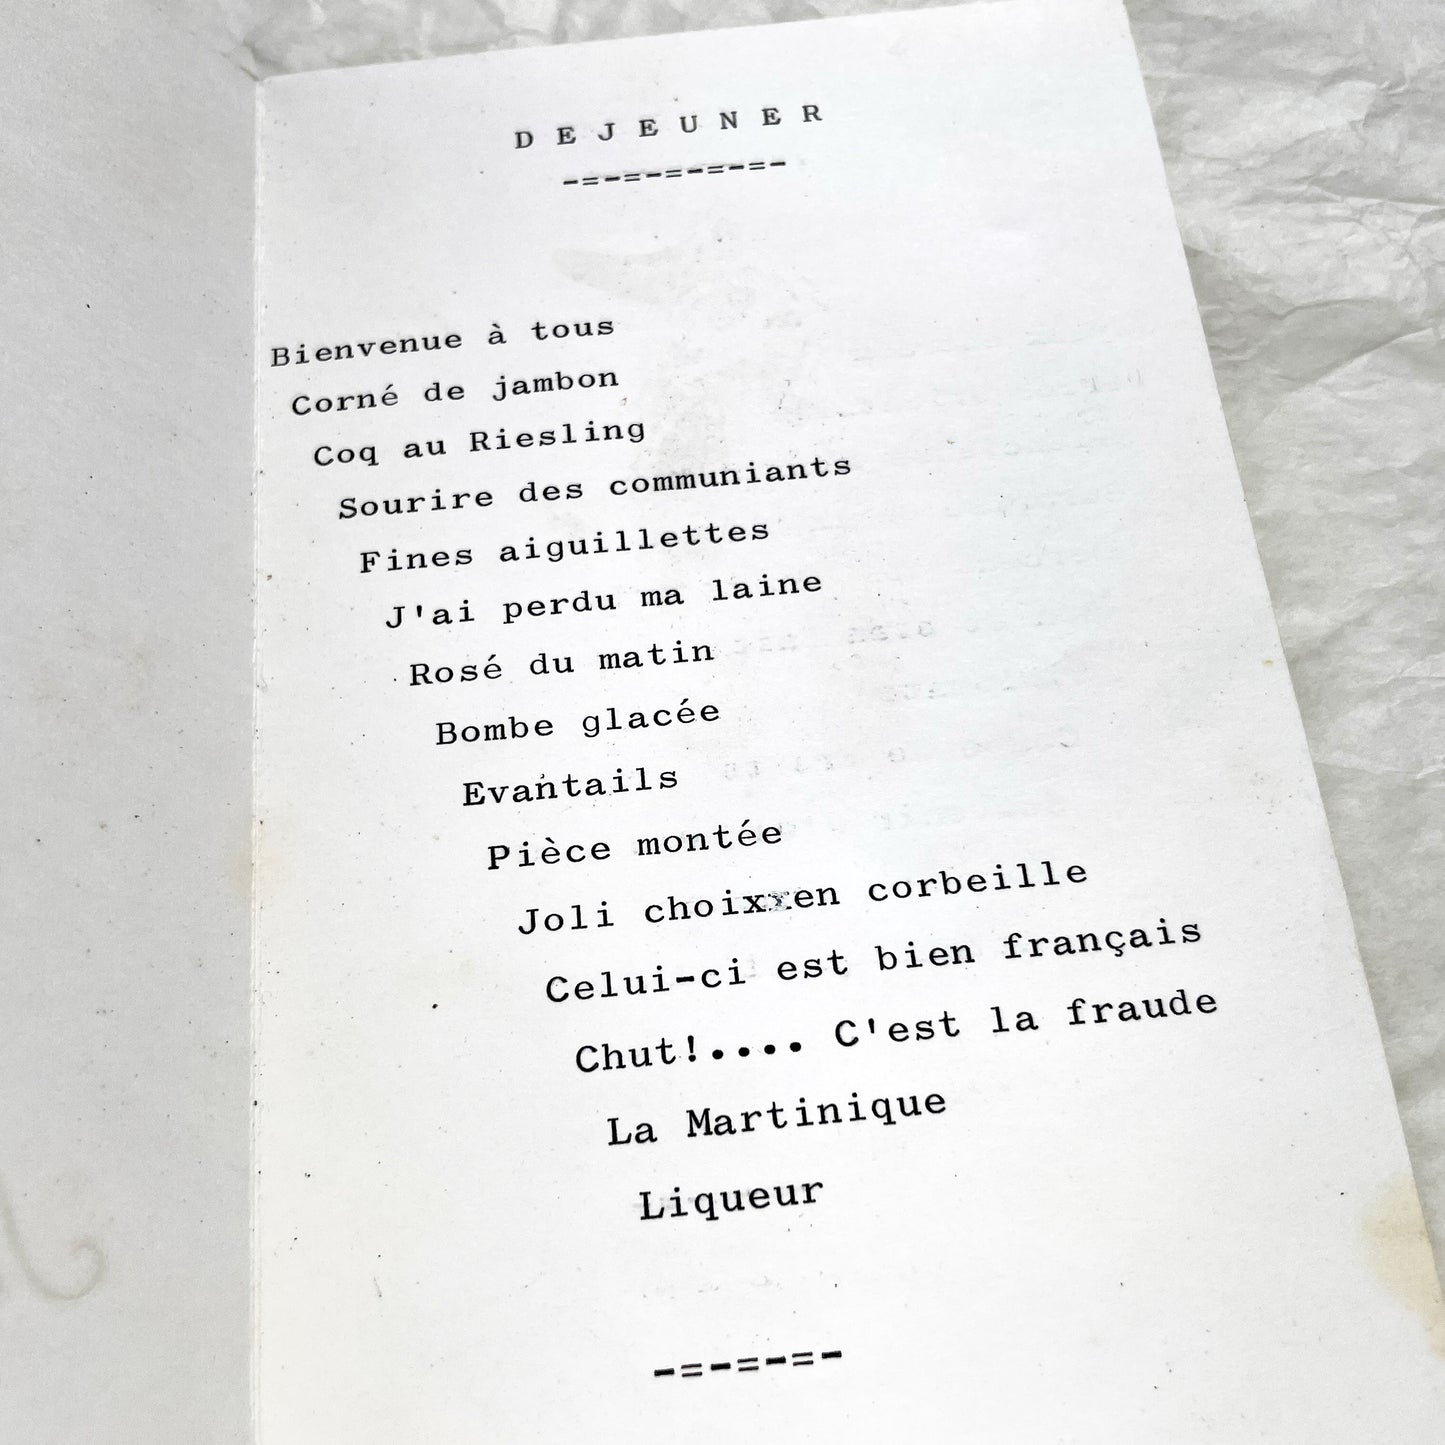 DEJEUNER
-=-=-=-=-=-
Bienvenue à tous
Corné de jambon
Coq au Riesling
Sourire des communiants
Fines aiguillettes
J'ai perdu ma laine
Rosé du matin
Bombe glacée
Evantails
Pièce montée
Joli choixxen corbeille
Celui-ci est bien français
Chut!.... C'est la fraude
La Martinique
Liqueur
-=-=-=-